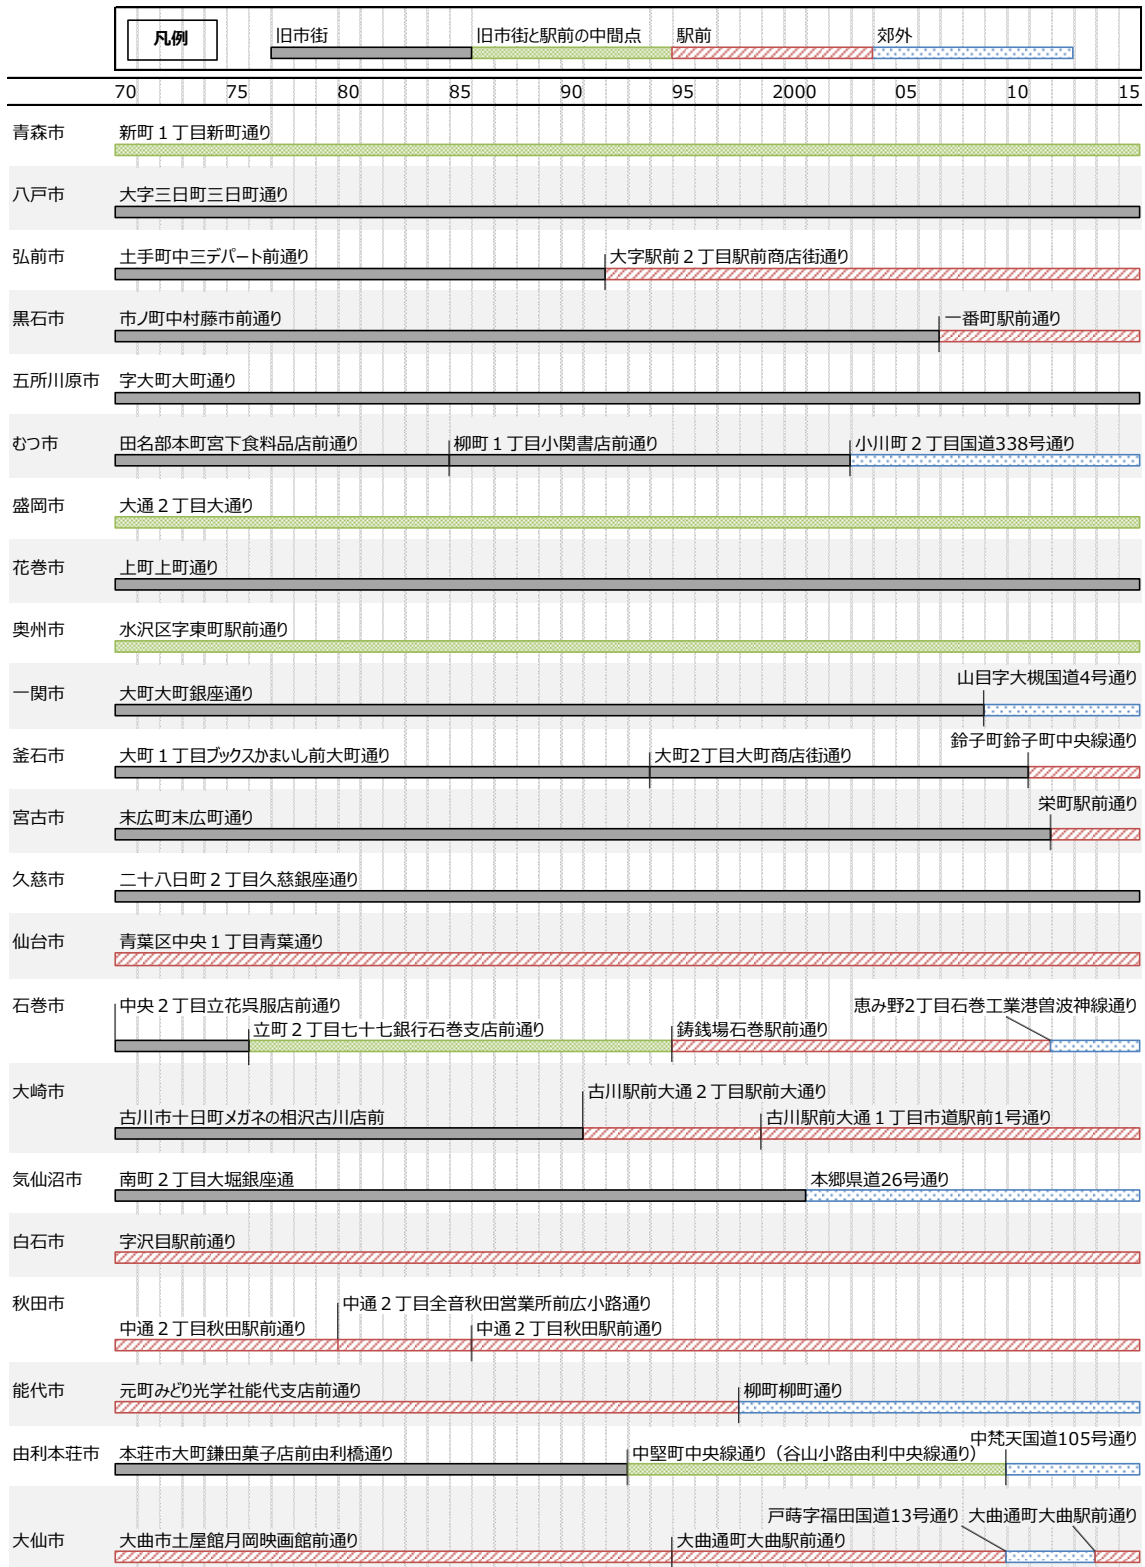 凡例
旧市街
旧市街と駅前の中間点
駅前
郊外
70 75 80 85 90 95 2000 05 10 15
青森市 新町１丁目新町通り
八戸市 大字三日町三日町通り
弘前市 土手町中三デパート前通り 大字駅前２丁目駅前商店街通り
黒石市 市ノ町中村藤市前通り 一番町駅前通り
五所川原市 字大町大町通り
むつ市 田名部本町宮下食料品店前通り 柳町１丁目小関書店前通り 小川町２丁目国道338号通り
盛岡市 大通２丁目大通り
花巻市 上町上町通り
奥州市 水沢区字東町駅前通り
山目字大槻国道4号通り
一関市 大町大町銀座通り
鈴子町鈴子町中央線通り
釜石市 大町１丁目ブックスかまいし前大町通り 大町2丁目大町商店街通り
栄町駅前通り
宮古市 末広町末広町通り
久慈市 二十八日町２丁目久慈銀座通り
仙台市 青葉区中央１丁目青葉通り
石巻市 中央２丁目立花呉服店前通り 恵み野2丁目石巻工業港曽波神線通り
立町２丁目七十七銀行石巻支店前通り 鋳銭場石巻駅前通り
大崎市 古川駅前大通２丁目駅前大通り
古川市十日町メガネの相沢古川店前 古川駅前大通１丁目市道駅前1号通り
気仙沼市 南町２丁目大堀銀座通 本郷県道26号通り
白石市 字沢目駅前通り
秋田市 中通２丁目全音秋田営業所前広小路通り
中通２丁目秋田駅前通り 中通２丁目秋田駅前通り
能代市 元町みどり光学社能代支店前通り 柳町柳町通り
中梵天国道105号通り
由利本荘市 本荘市大町鎌田菓子店前由利橋通り 中堅町中央線通り（谷山小路由利中央線通り）
戸蒔字福田国道13号通り 大曲通町大曲駅前通り
大仙市 大曲市土屋館月岡映画館前通り 大曲通町大曲駅前通り